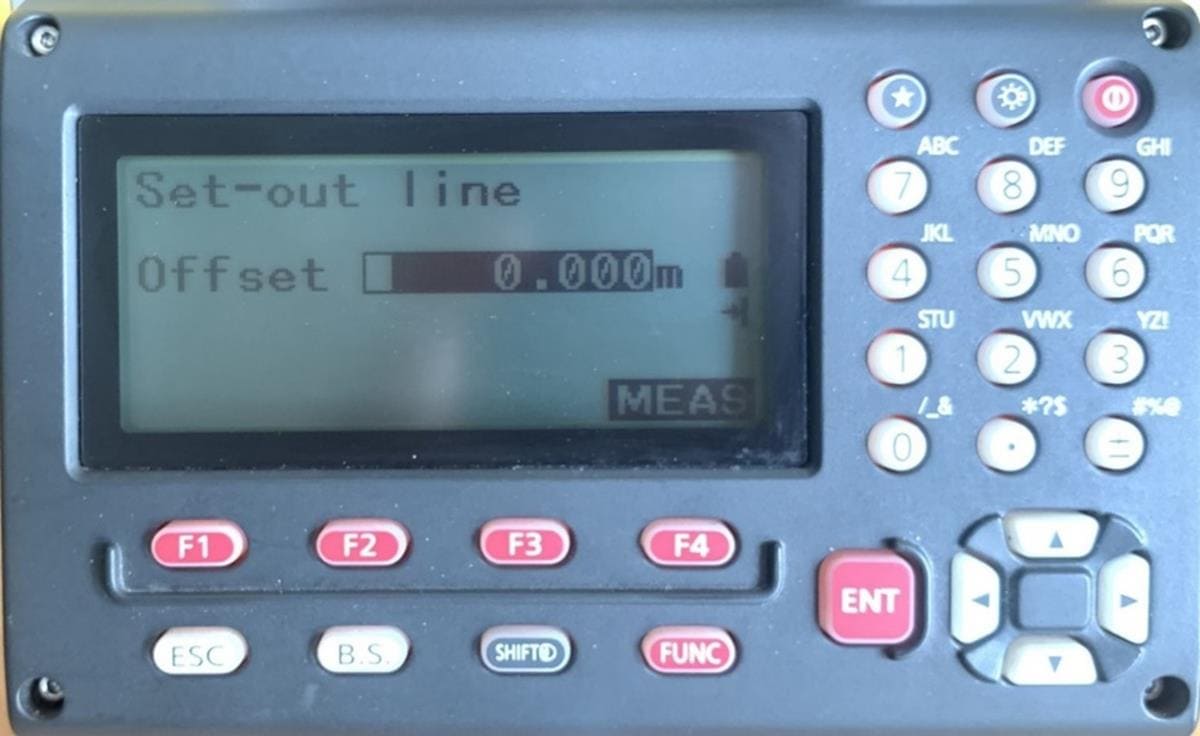 Set-out line
Offset 0.000m
MEAS
ABC DEF GHI
7 8 9
JKL MNO PQR
4 5 6
STU VWX YZ!
1 2 3
/_& *?$ #%@
0 . ±
F1 F2 F3 F4
ENT
ESC B.S. SHIFT FUNC